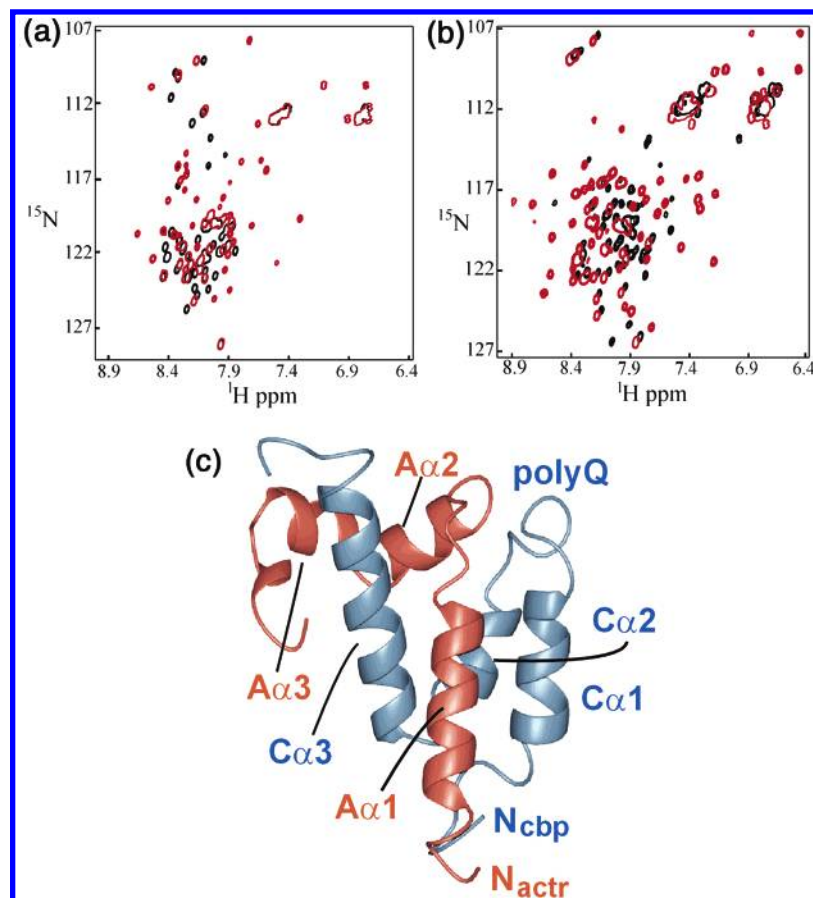 (a)
107
112
117
¹⁵N
122
127
8.9 8.4 7.9 7.4 6.9 6.4
¹H ppm
(b)
107
112
117
¹⁵N
122
127
8.9 8.4 7.9 7.4 6.9 6.4
¹H ppm
(c)
Aα2
polyQ
Cα2
Aα3
Cα1
Cα3
Aα1
Ncbp
Nactr